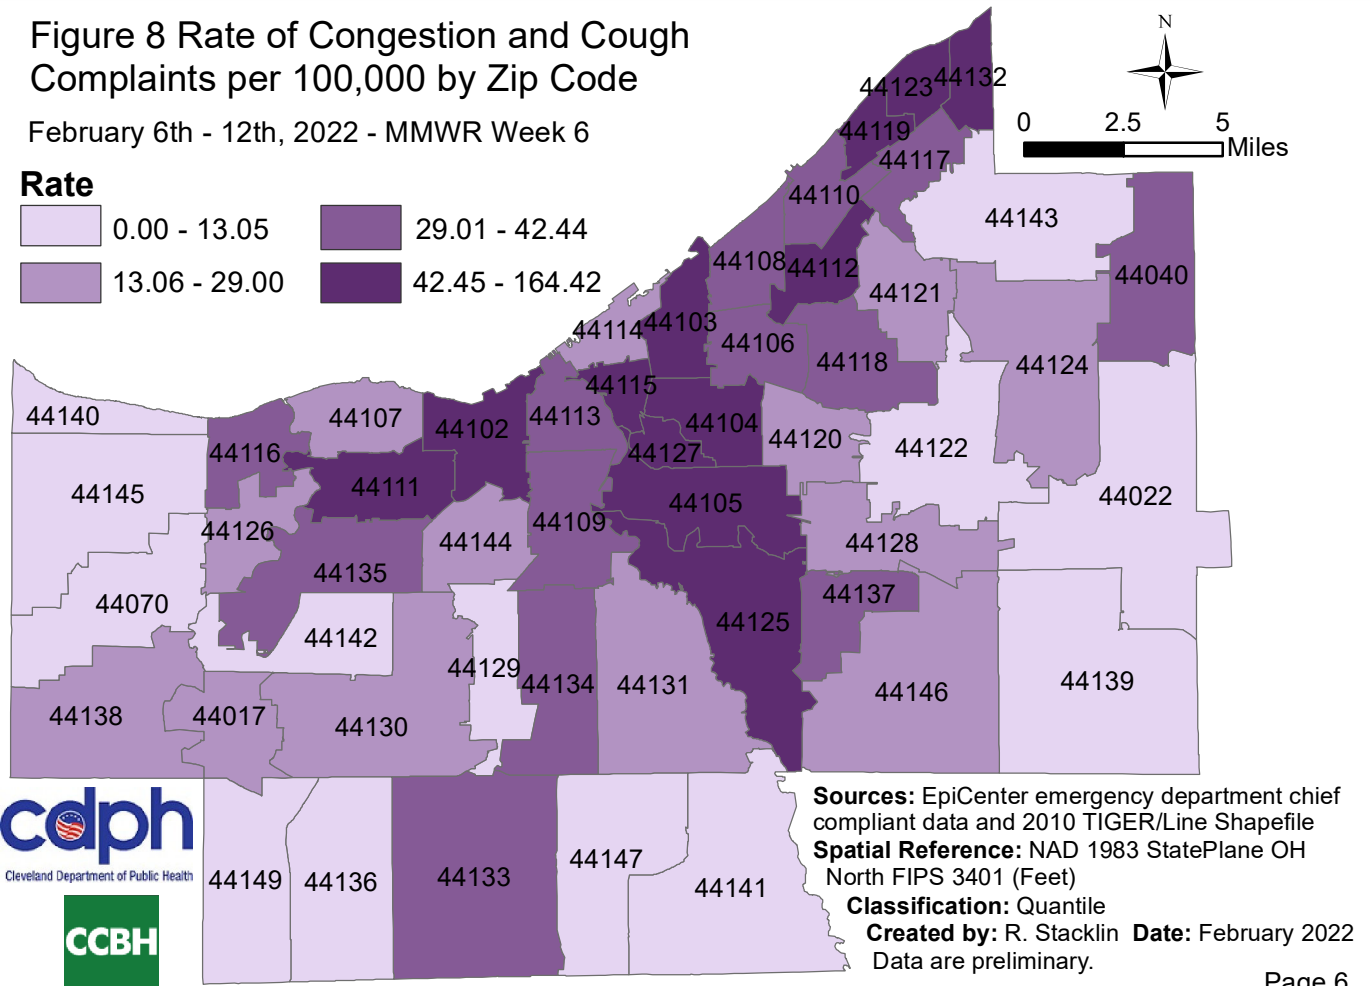 Figure 8 Rate of Congestion and Cough
Complaints per 100,000 by Zip Code
February 6th - 12th, 2022 - MMWR Week 6
Rate
0.00 - 13.05
29.01 - 42.44
13.06 - 29.00
42.45 - 164.42
N
0 2.5 5
Miles
44132
44123
44119
44117
44110
44143
44108
44112
44040
44121
44114
44103
44106
44118
44124
44115
44140
44107
44102
44113
44104
44120
44122
44116
44127
44145
44111
44105
44022
44126
44109
44144
44128
44135
44137
44070
44142
44125
44129
44134
44131
44139
44146
44138
44017
44130
44149
44136
44133
44147
44141
cdph
Cleveland Department of Public Health
CCBH
Sources: EpiCenter emergency department chief
compliant data and 2010 TIGER/Line Shapefile
Spatial Reference: NAD 1983 StatePlane OH
North FIPS 3401 (Feet)
Classification: Quantile
Created by: R. Stacklin Date: February 2022
Data are preliminary.
Page 6